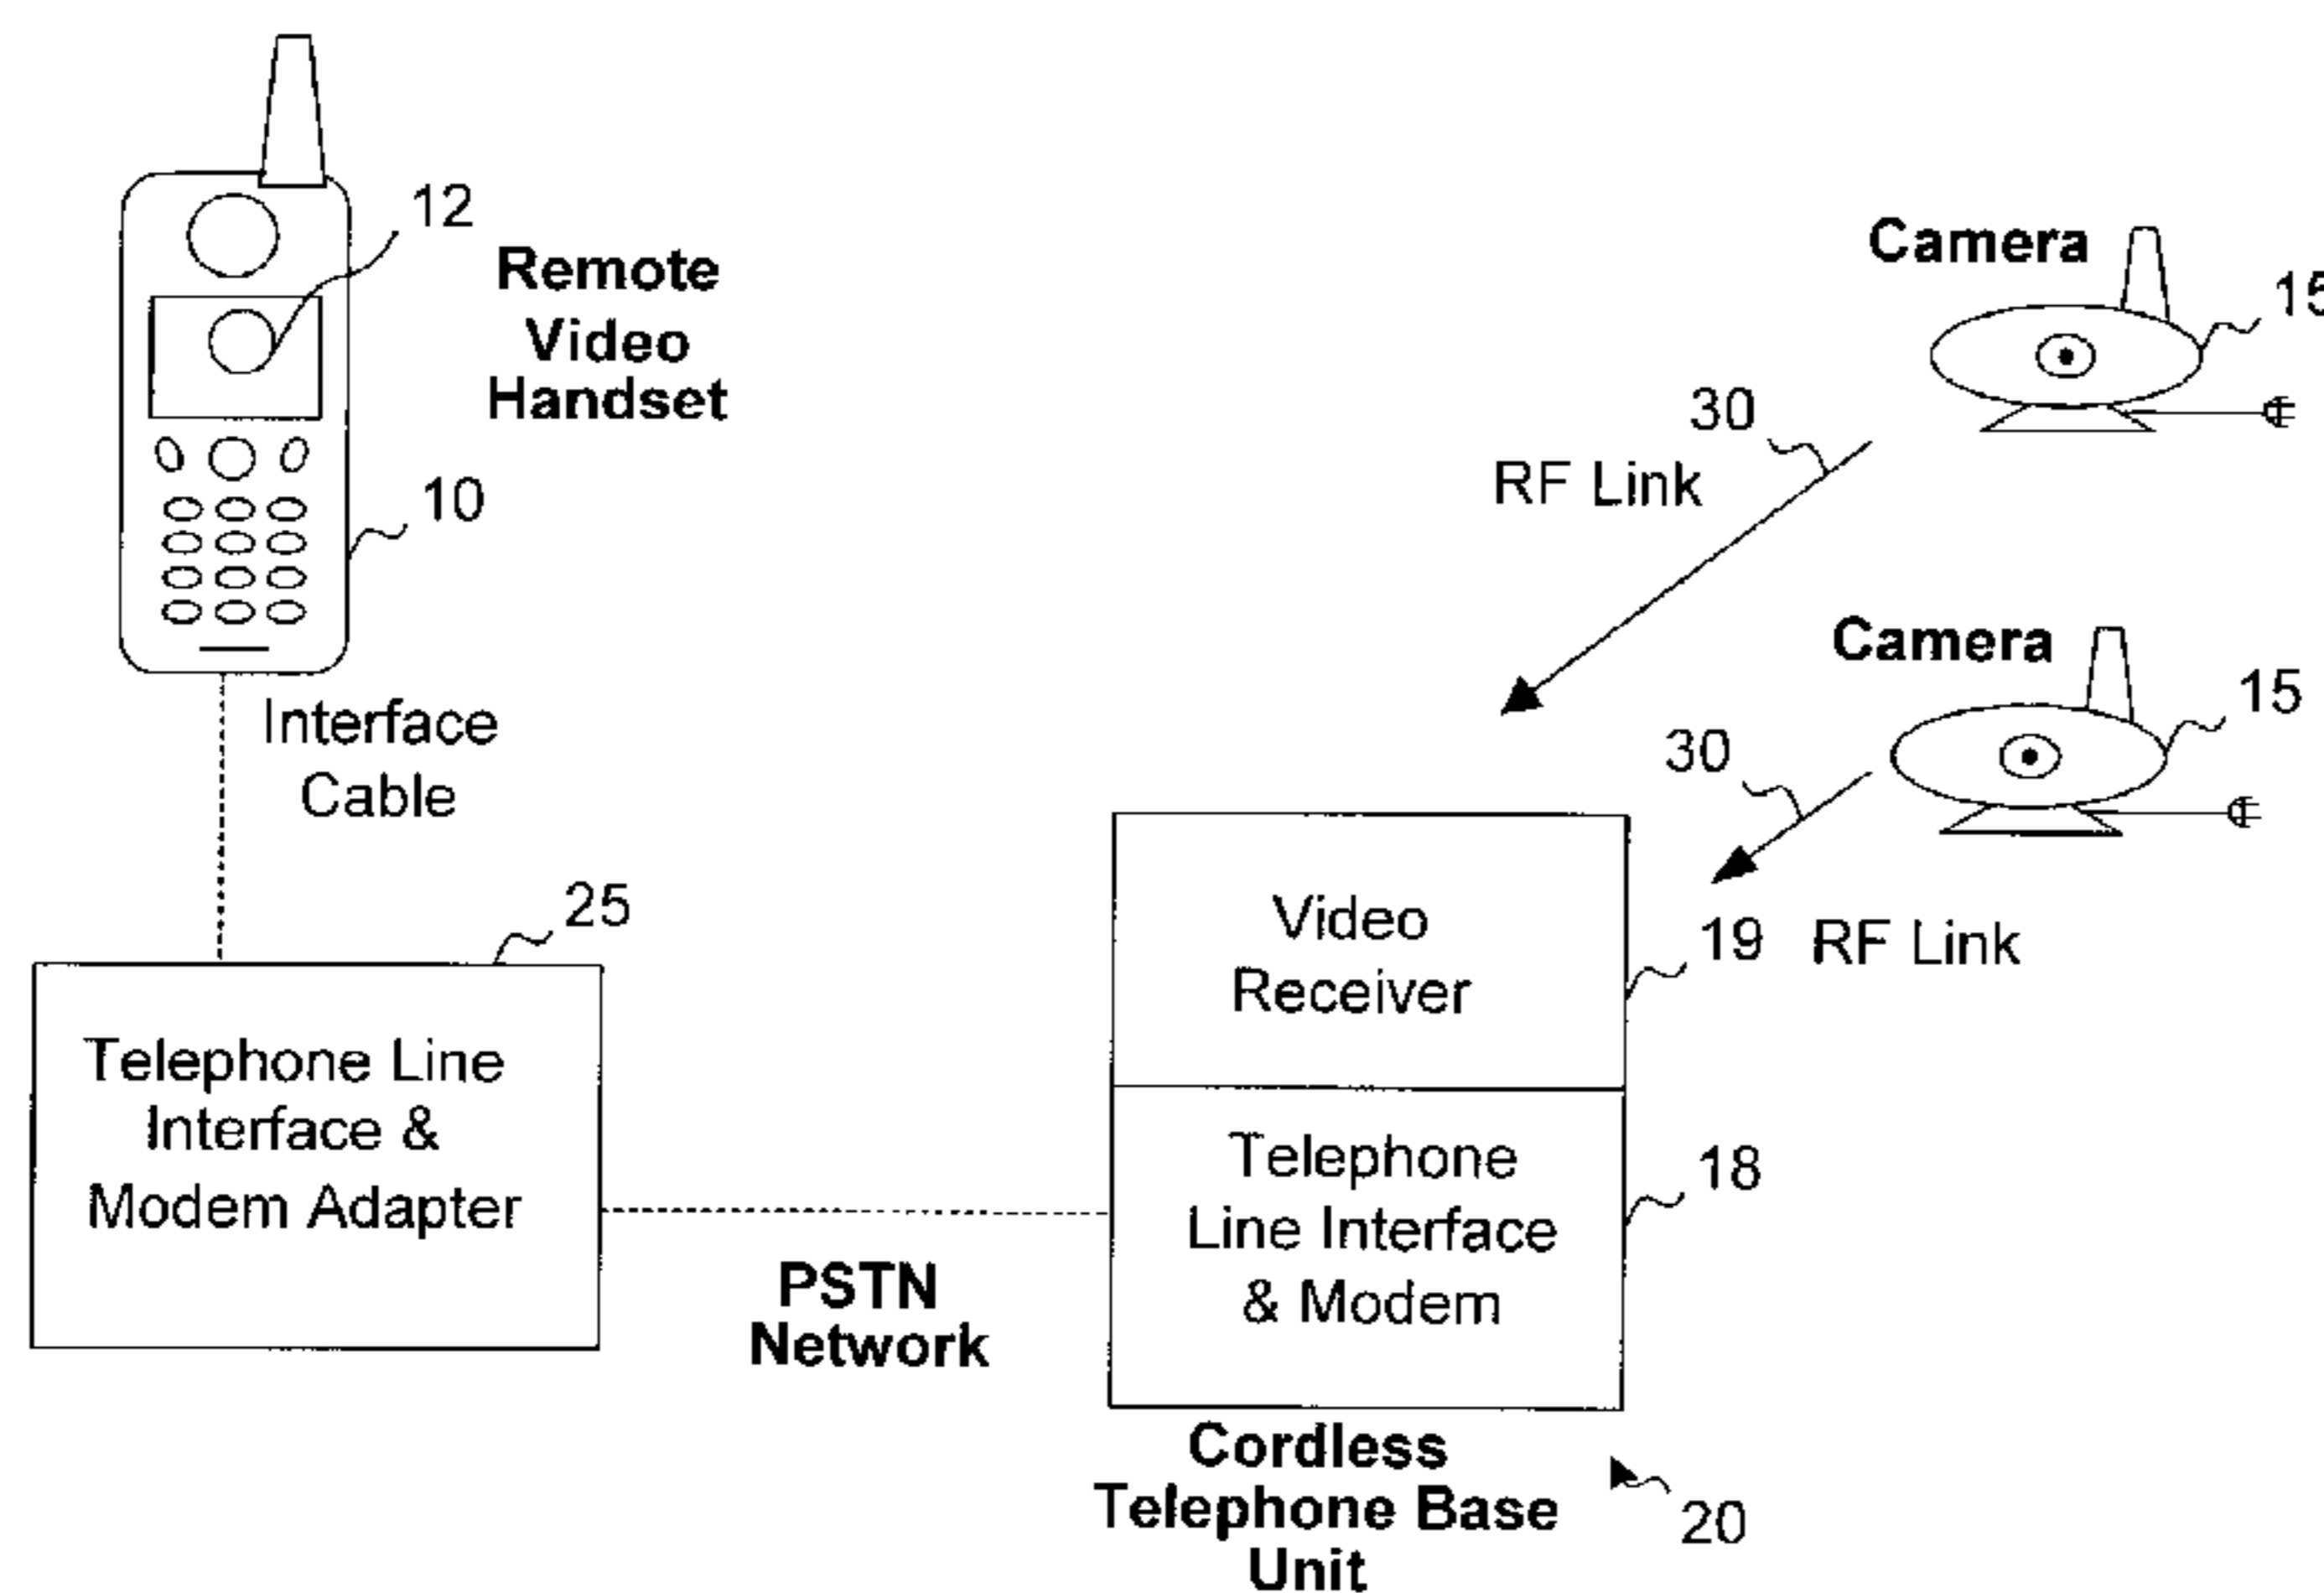 12
Remote
Video
Handset
10
Interface
Cable
25
Telephone Line
Interface &
Modem Adapter
PSTN
Network
Camera
15
30
RF Link
Camera
15
30
RF Link
Video
Receiver
19
Telephone
Line Interface
& Modem
18
Cordless
Telephone Base
Unit
20